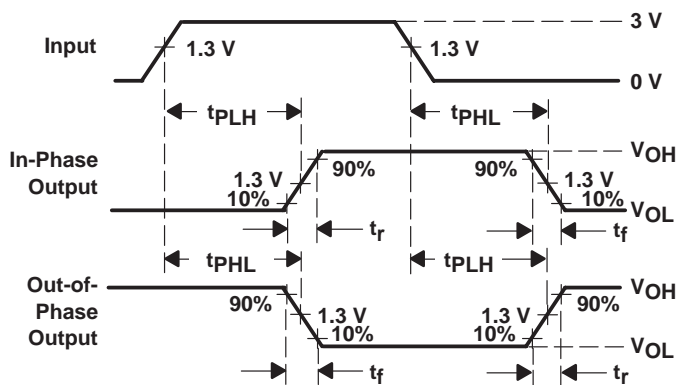 3 V
Input
1.3 V
1.3 V
0 V
tPLH
tPHL
VOH
In-Phase
Output
90%
90%
1.3 V
1.3 V
10%
10%
VOL
tr
tf
tPHL
tPLH
Out-of-
Phase
Output
VOH
90%
90%
1.3 V
1.3 V
10%
10%
VOL
tf
tr